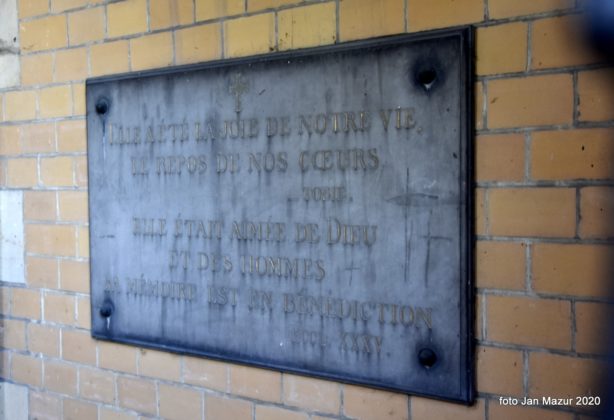 ELLE A ÉTÉ LA JOIE DE NOTRE VIE,
LE REPOS DE NOS CŒURS
TOBIE.
ELLE ÉTAIT AIMÉE DE DIEU
ET DES HOMMES
SA MÉMOIRE EST EN BÉNÉDICTION
ECCL. XXXV.
foto Jan Mazur 2020